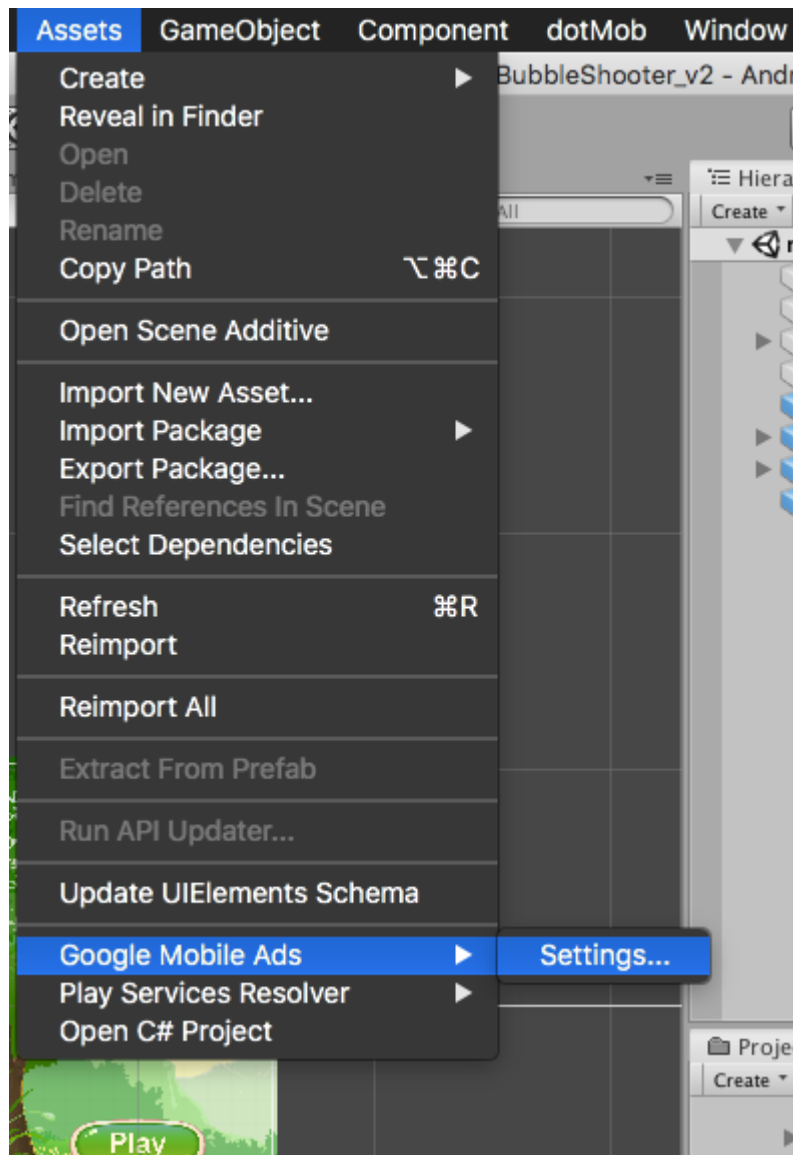 Assets GameObject Component dotMob Window
Create
BubbleShooter_v2 - Andr
Reveal in Finder
Open
Delete
Hiera
Rename
All
Create
Copy Path ⌥⌘C
Open Scene Additive
Import New Asset...
Import Package
Export Package...
Find References In Scene
Select Dependencies
Refresh ⌘R
Reimport
Reimport All
Extract From Prefab
Run API Updater...
Update UIElements Schema
Google Mobile Ads
Settings...
Play Services Resolver
Open C# Project
Proje
Create
Play